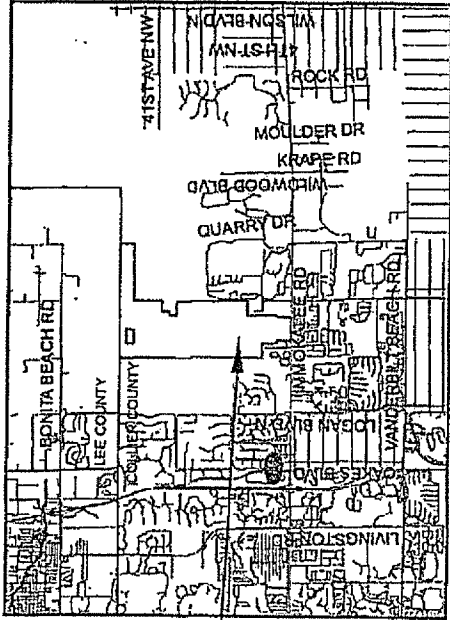 WILSON BLVD N
4TH ST NW
41ST AVE NW
ROCK RD
MOULDER DR
KRAPE RD
WILDWOOD BLVD
QUARRY DR
BONITA BEACH RD
LEE COUNTY
COLLIER COUNTY
IMMOKALEE RD
VANDERBILT BEACH RD
LOGAN BLVD N
OAKES BLVD
LIVINGSTON RD